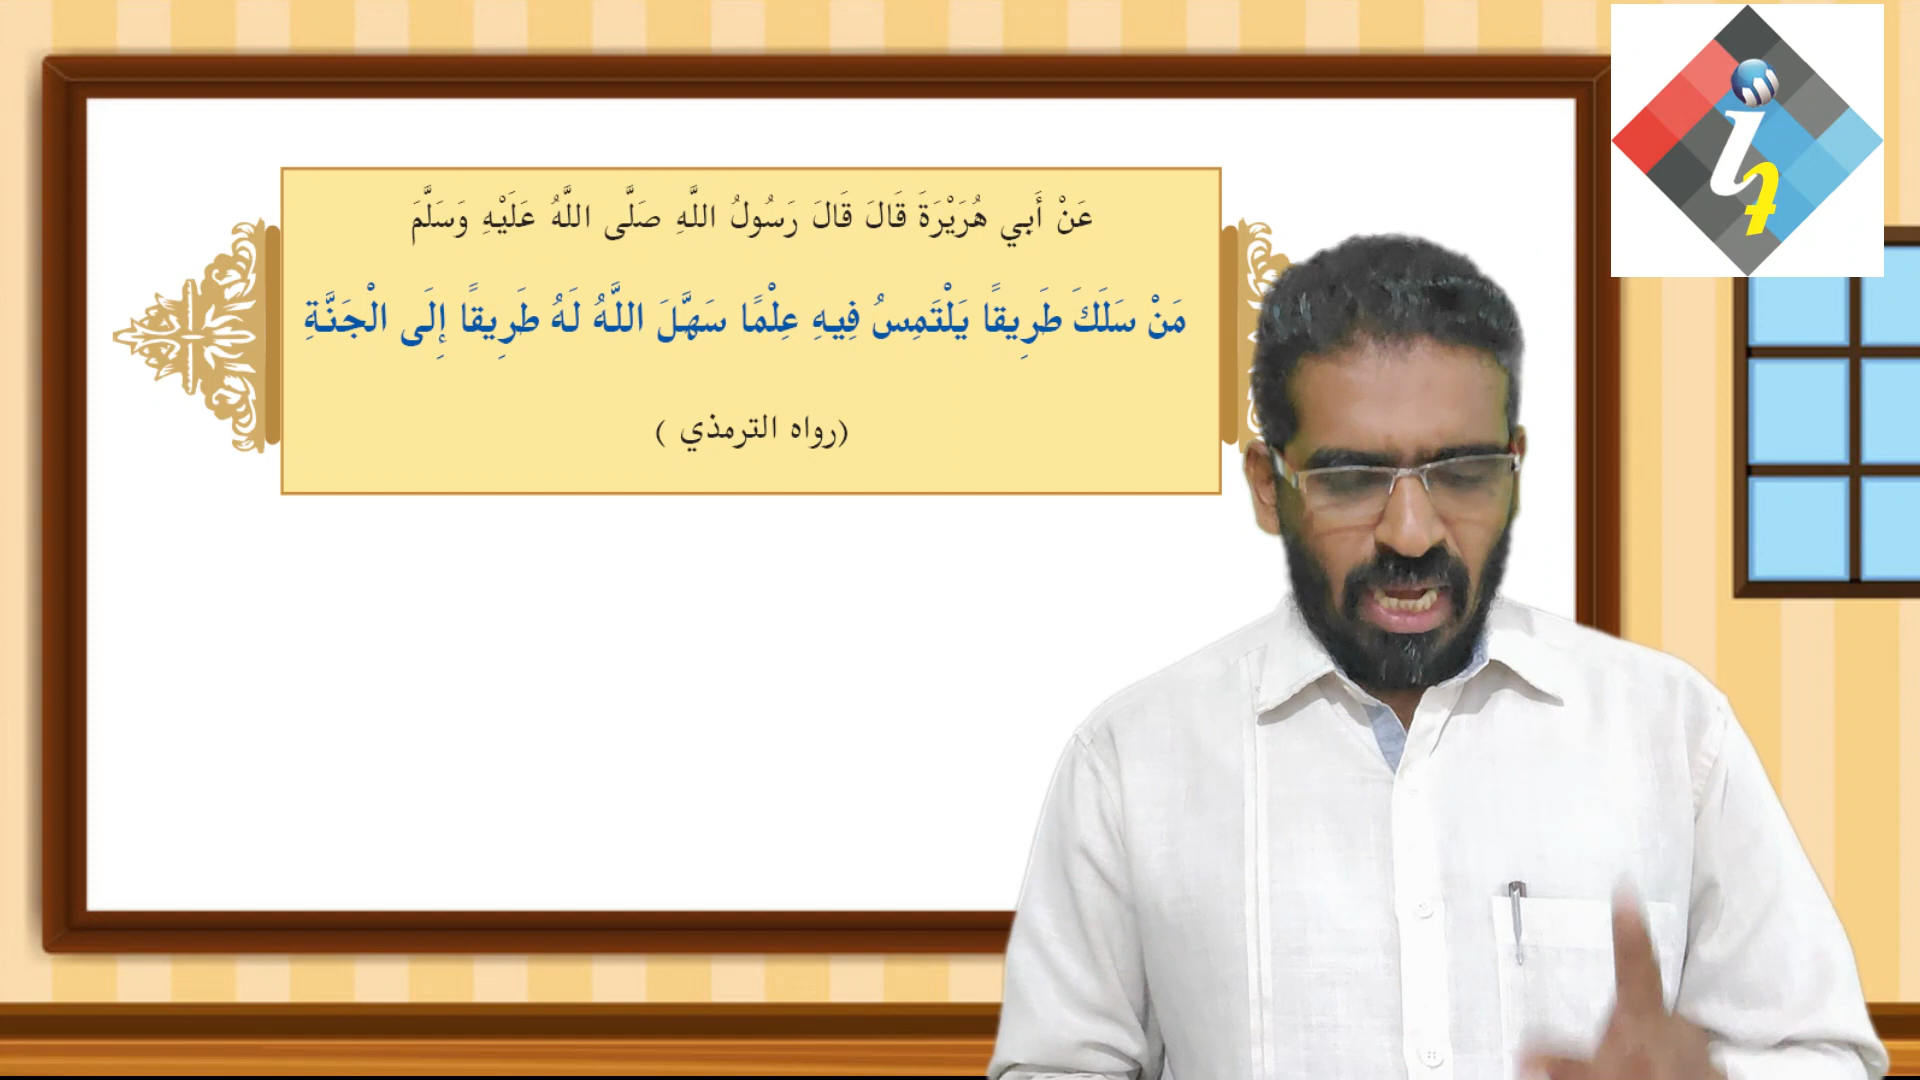 عَنْ أَبِي هُرَيْرَةَ قَالَ قَالَ رَسُولُ اللَّهِ صَلَّى اللَّهُ عَلَيْهِ وَسَلَّمَ
مَنْ سَلَكَ طَرِيقًا يَلْتَمِسُ فِيهِ عِلْمًا سَهَّلَ اللَّهُ لَهُ طَرِيقًا إِلَى الْجَنَّةِ
(رواه الترمذي )